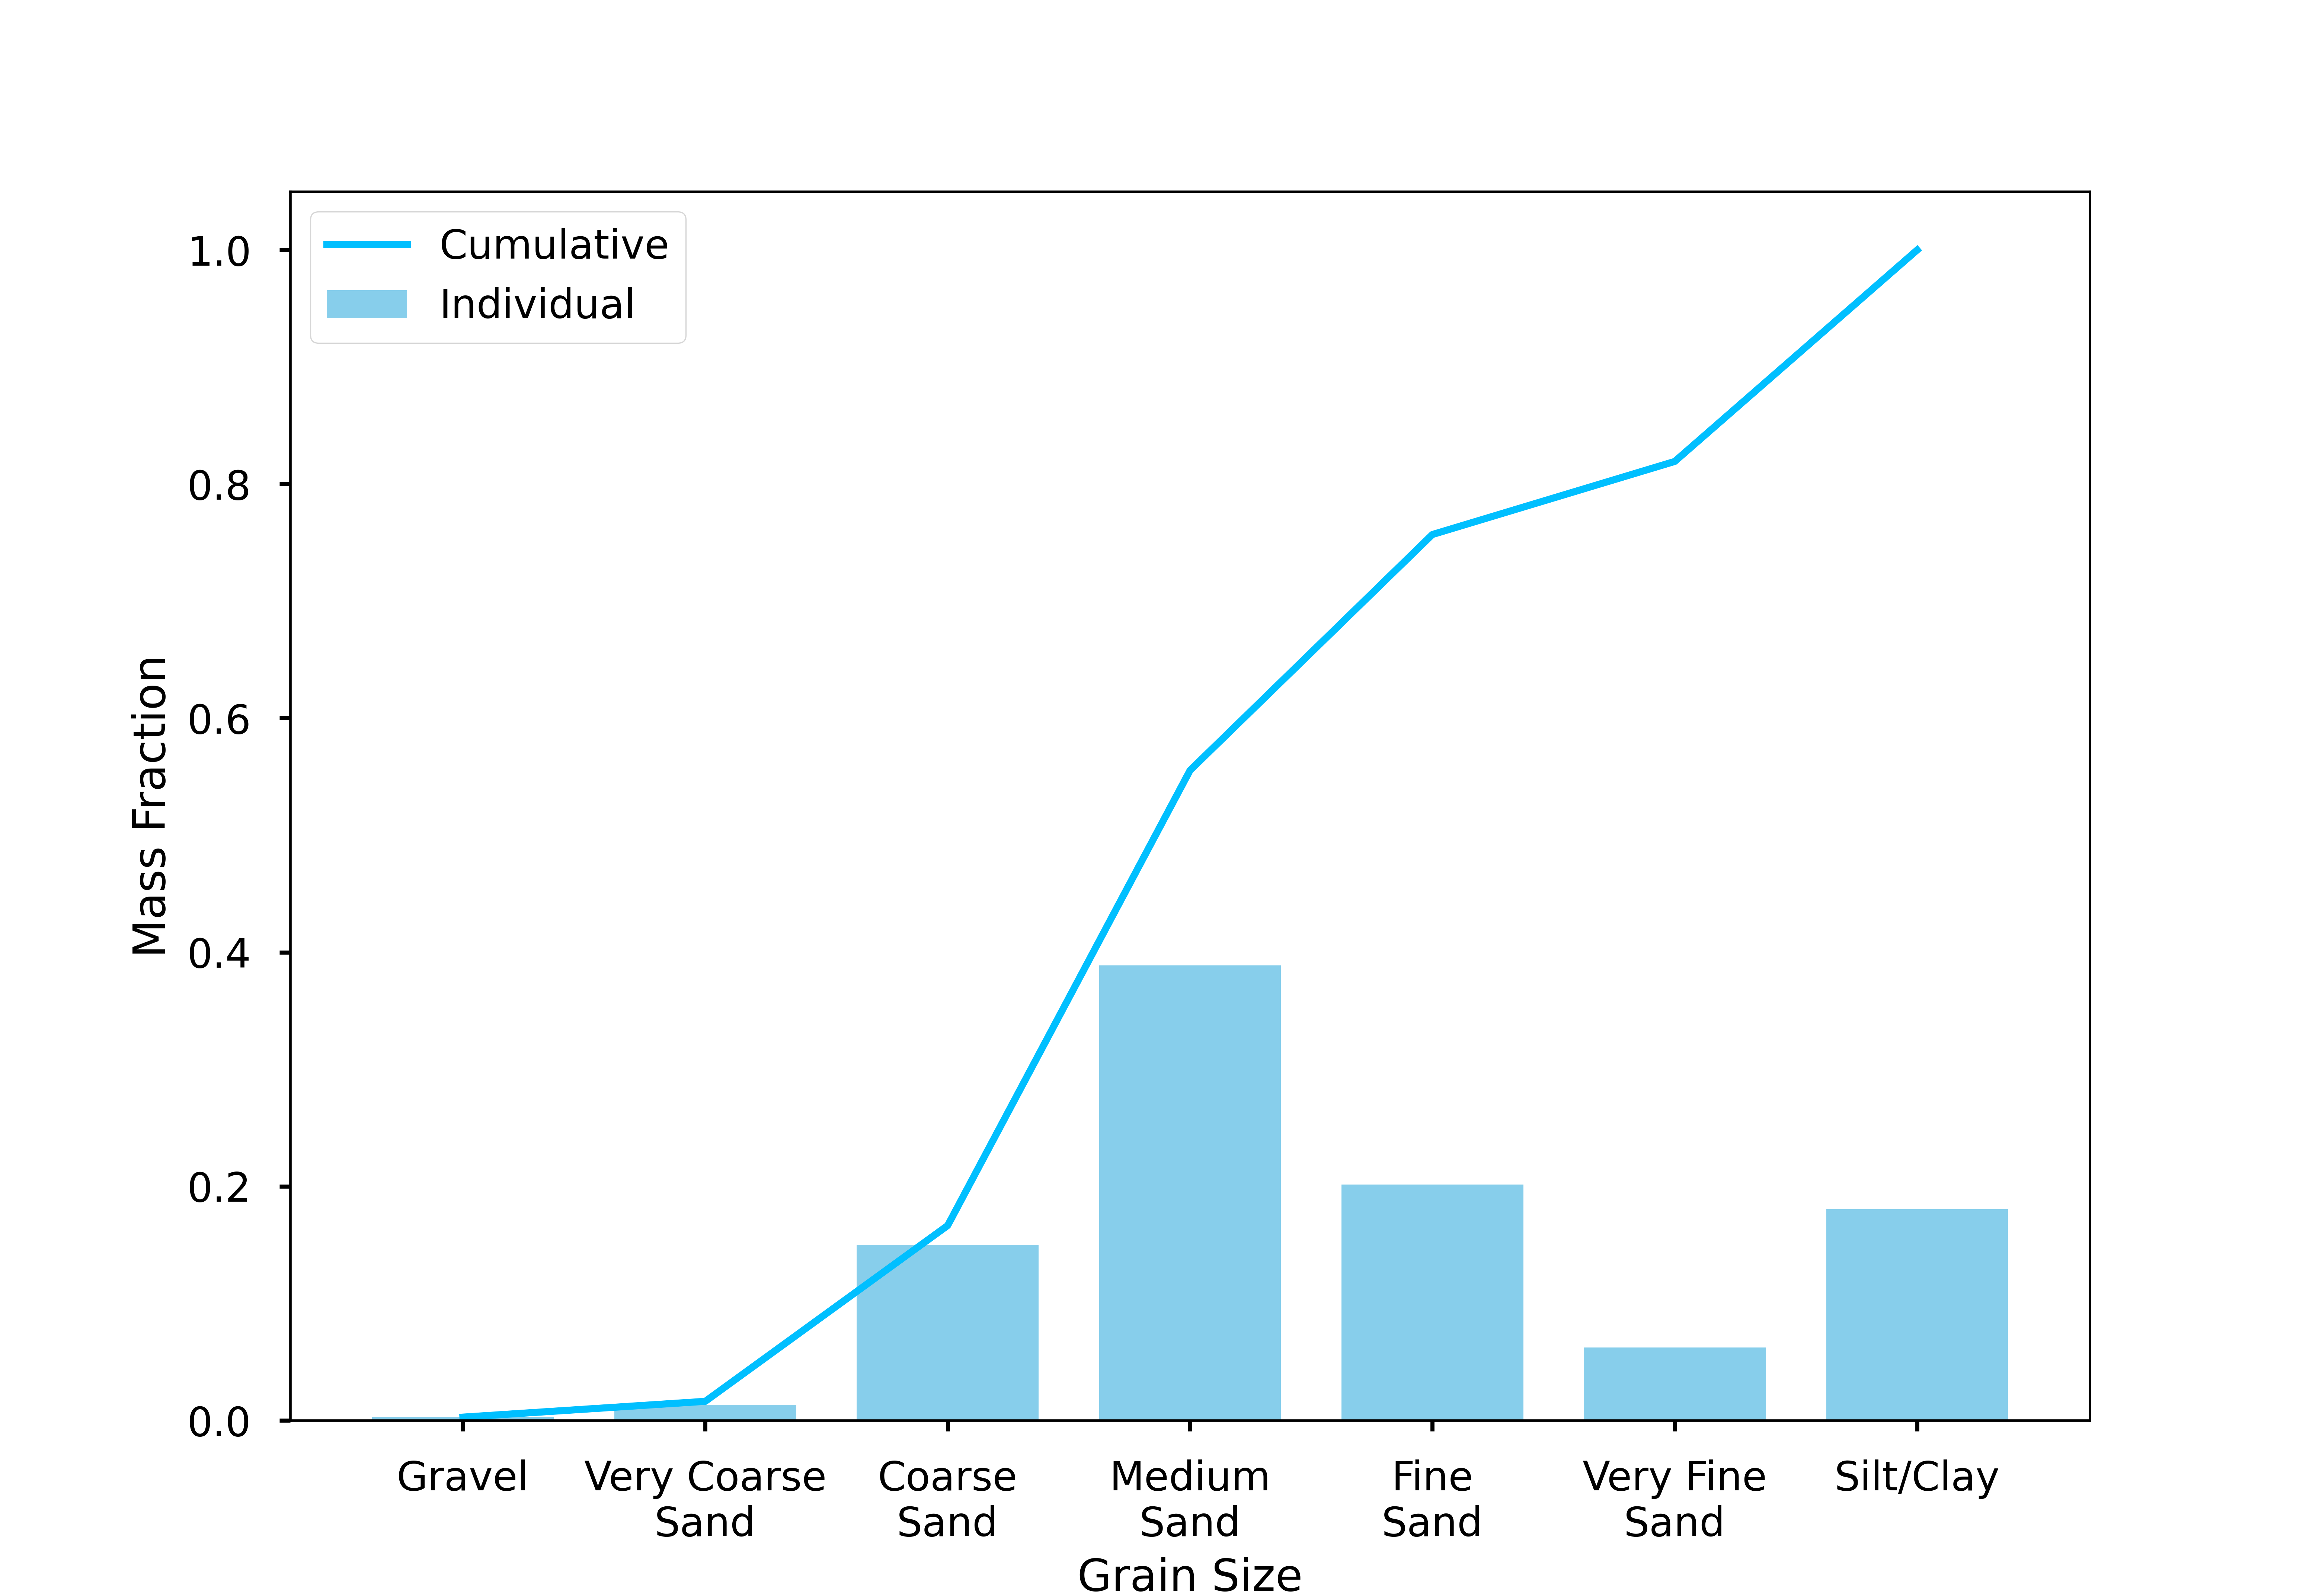 Cumulative
Individual
1.0
0.8
0.6
0.4
0.2
0.0
Mass Fraction
Gravel
Very Coarse
Sand
Coarse
Sand
Medium
Sand
Fine
Sand
Very Fine
Sand
Silt/Clay
Grain Size